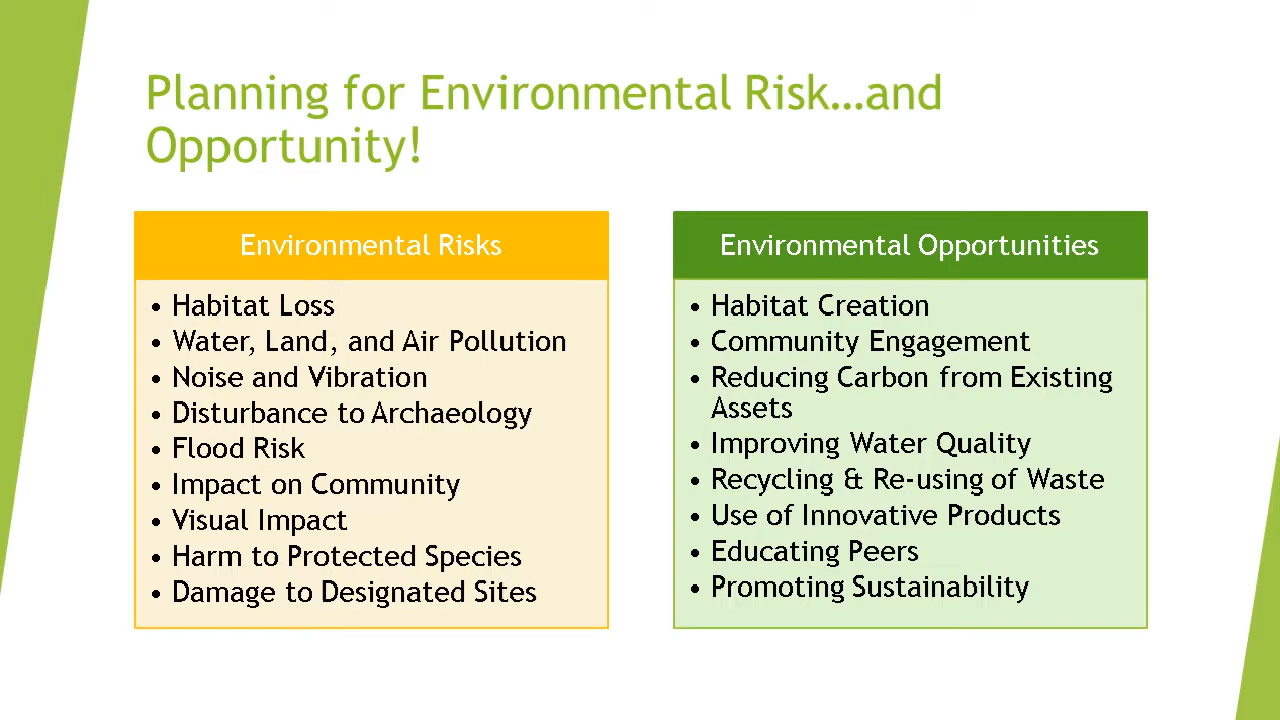 Planning for Environmental Risk…and
Opportunity!
Environmental Risks
• Habitat Loss
• Water, Land, and Air Pollution
• Noise and Vibration
• Disturbance to Archaeology
• Flood Risk
• Impact on Community
• Visual Impact
• Harm to Protected Species
• Damage to Designated Sites
Environmental Opportunities
• Habitat Creation
• Community Engagement
• Reducing Carbon from Existing
Assets
• Improving Water Quality
• Recycling & Re-using of Waste
• Use of Innovative Products
• Educating Peers
• Promoting Sustainability